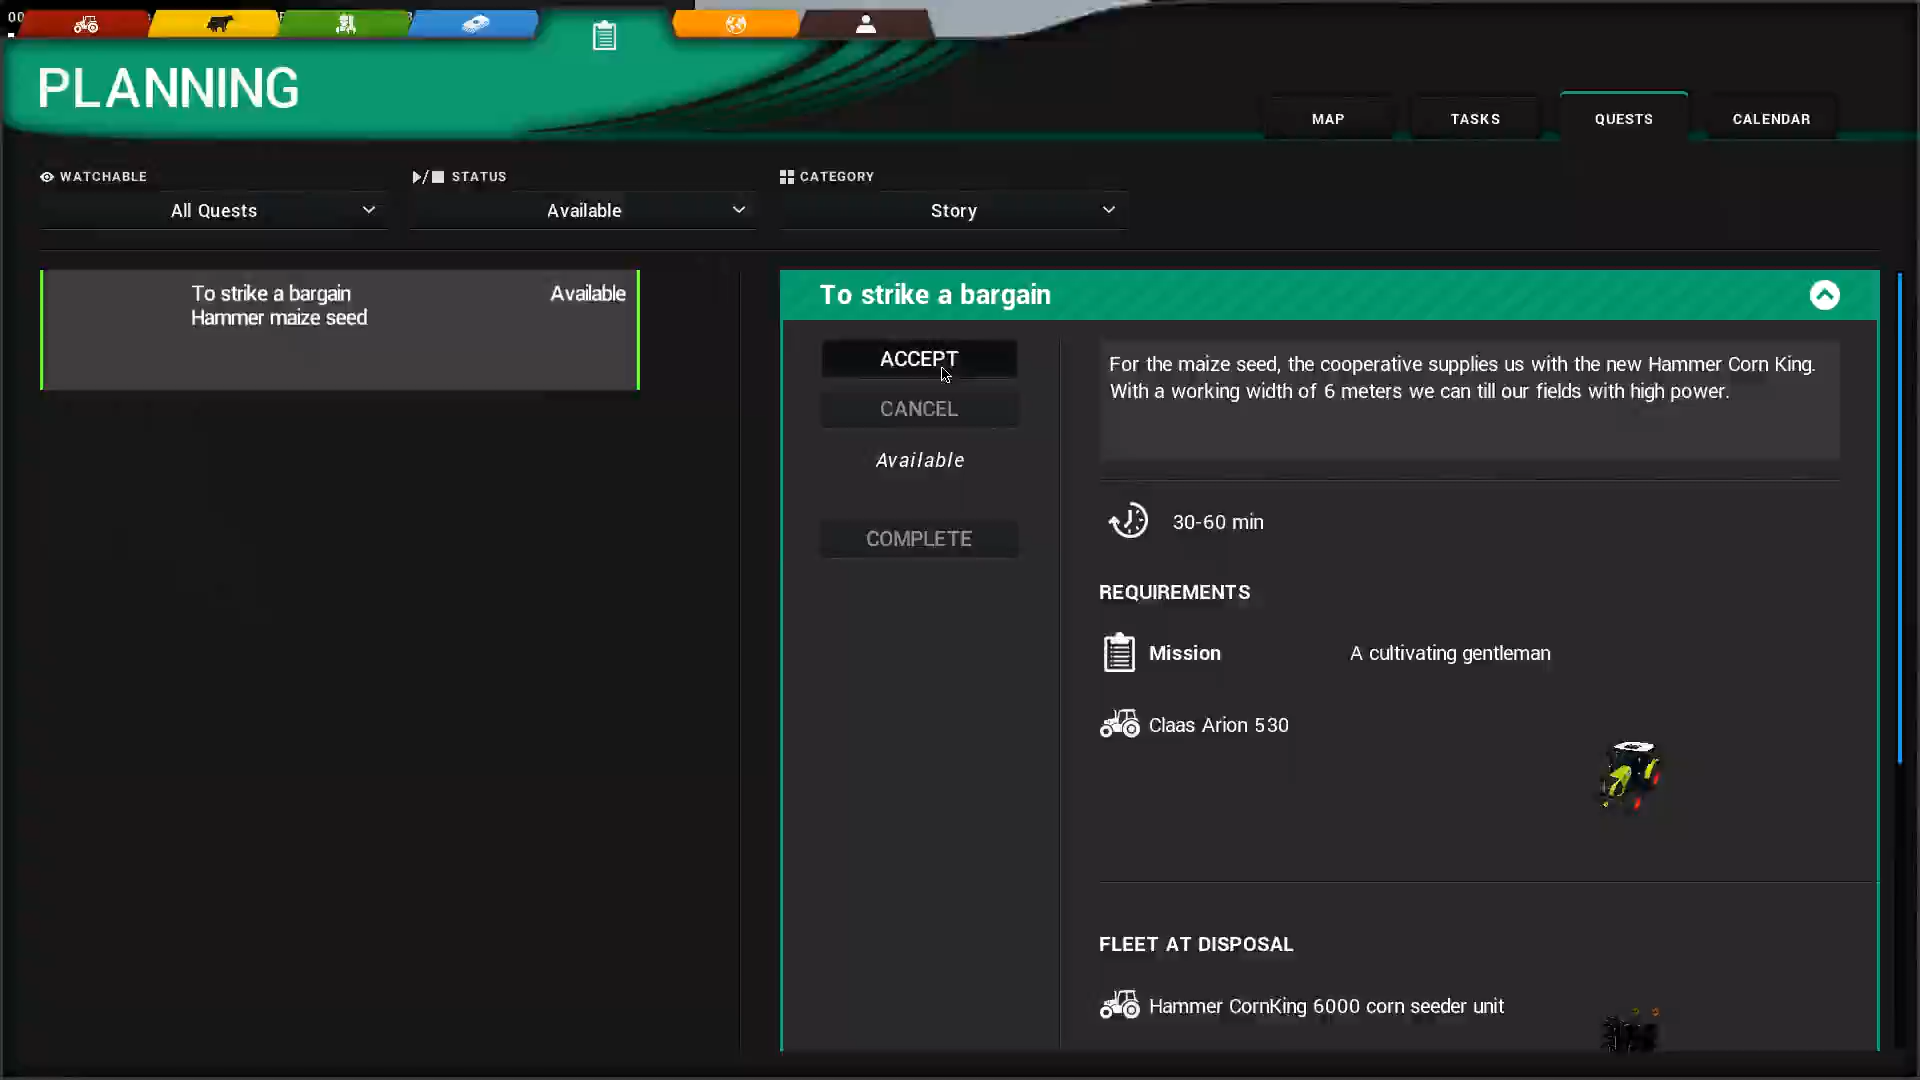 00
PLANNING
MAP
TASKS
QUESTS
CALENDAR
WATCHABLE
STATUS
CATEGORY
All Quests
Available
Story
To strike a bargain
Available
Hammer maize seed
To strike a bargain
ACCEPT
CANCEL
Available
COMPLETE
For the maize seed, the cooperative supplies us with the new Hammer Corn King.
With a working width of 6 meters we can till our fields with high power.
30-60 min
REQUIREMENTS
Mission
A cultivating gentleman
Claas Arion 530
FLEET AT DISPOSAL
Hammer CornKing 6000 corn seeder unit